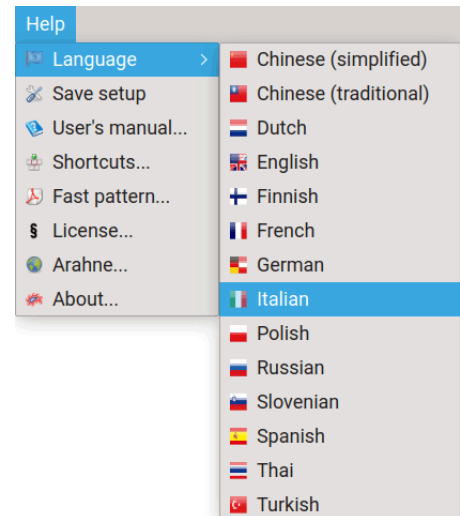 Help
Language >
Save setup
User's manual...
Shortcuts...
Fast pattern...
§ License...
Arahne...
About...
Chinese (simplified)
Chinese (traditional)
Dutch
English
Finnish
French
German
Italian
Polish
Russian
Slovenian
Spanish
Thai
Turkish